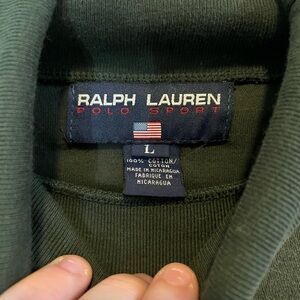 RALPH LAUREN
POLO SPORT
L
100% COTTON/
COTON
MADE IN NICARAGUA
FABRIQUE EN
NICARAGUA